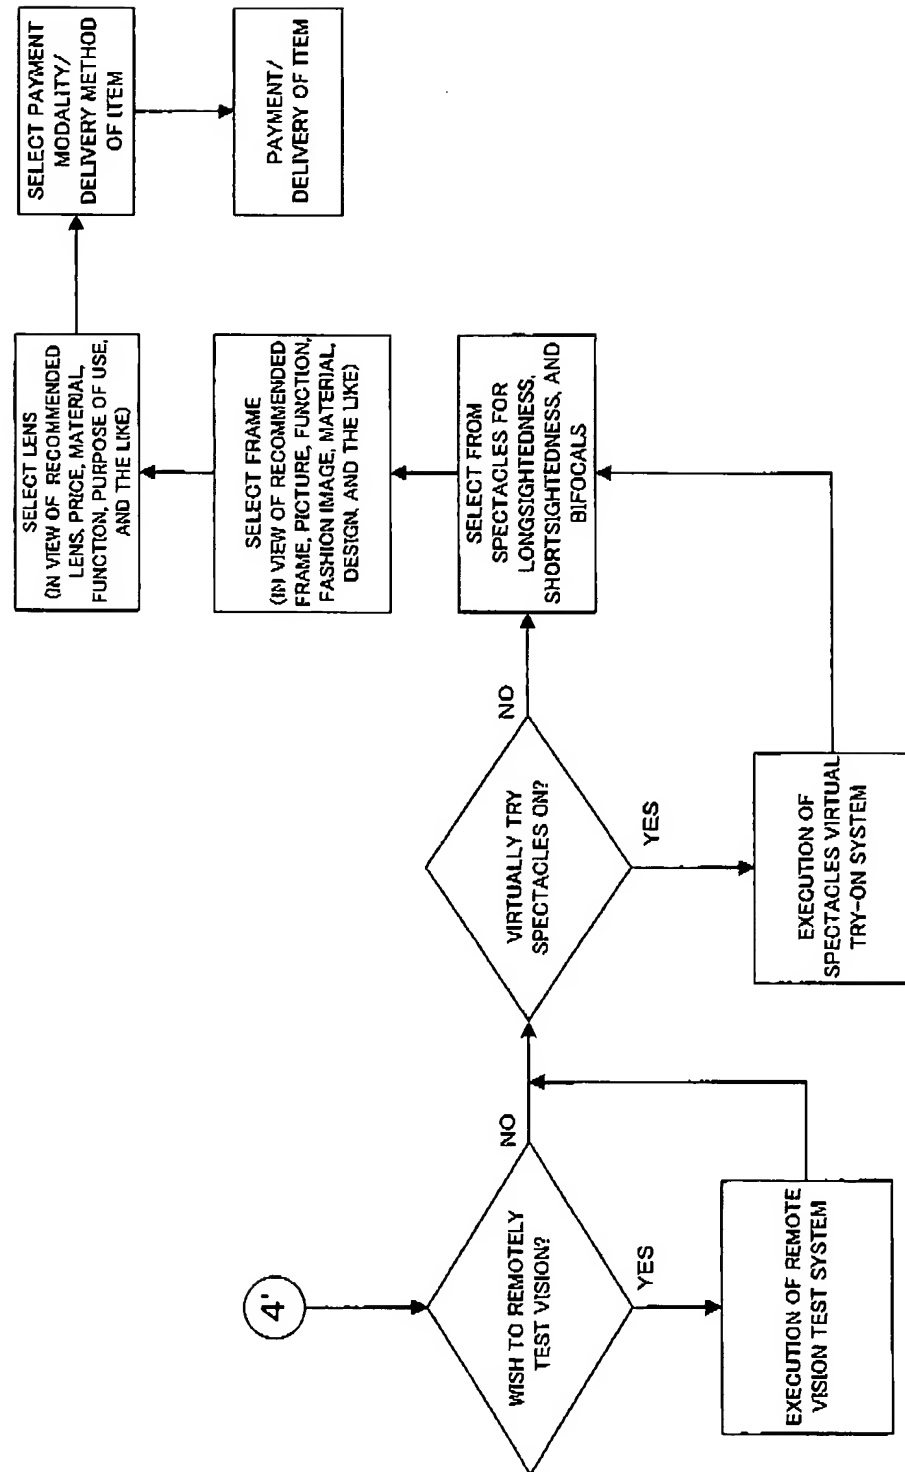 4'
WISH TO REMOTELY
TEST VISION?
NO
YES
EXECUTION OF REMOTE
VISION TEST SYSTEM
VIRTUALLY TRY
SPECTACLES ON?
NO
YES
EXECUTION OF
SPECTACLES VIRTUAL
TRY-ON SYSTEM
SELECT FROM
SPECTACLES FOR
LONGSIGHTEDNESS,
SHORTSIGHTEDNESS, AND
BIFOCALS
SELECT FRAME
(IN VIEW OF RECOMMENDED
FRAME, PICTURE, FUNCTION,
FASHION IMAGE, MATERIAL,
DESIGN, AND THE LIKE)
SELECT LENS
(IN VIEW OF RECOMMENDED
LENS, PRICE, MATERIAL,
FUNCTION, PURPOSE OF USE,
AND THE LIKE)
SELECT PAYMENT
MODALITY/
DELIVERY METHOD
OF ITEM
PAYMENT/
DELIVERY OF ITEM